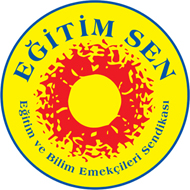 EĞİTİM SEN
Eğitim ve Bilim Emekçileri Sendikası